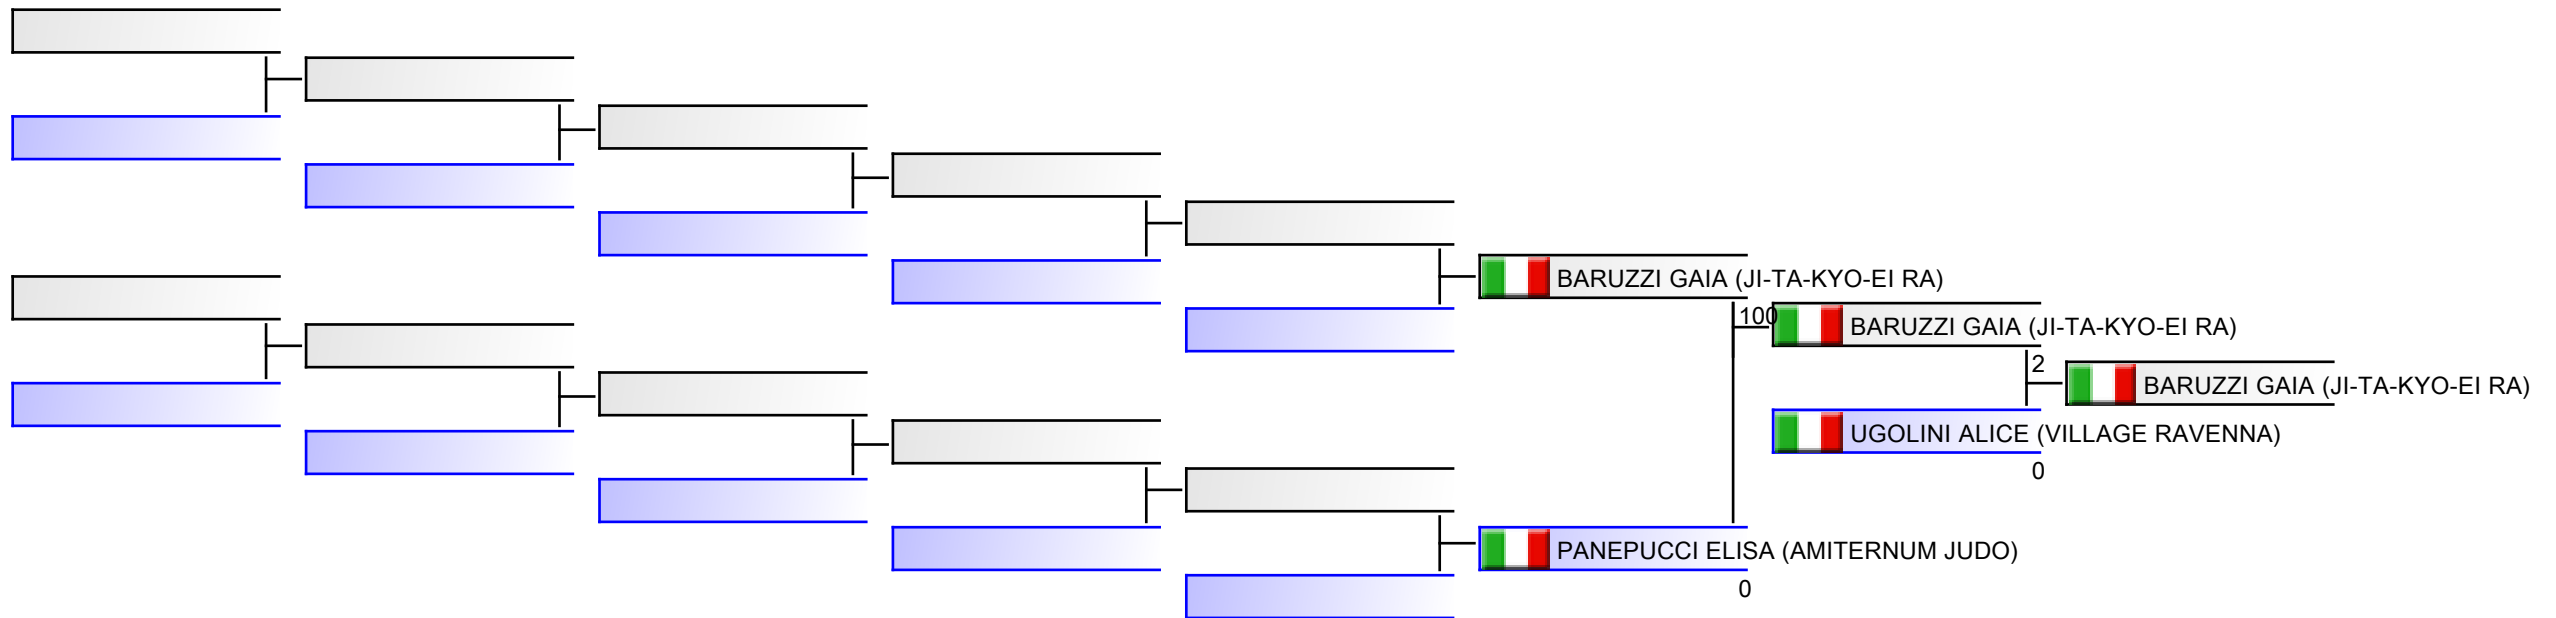 BARUZZI GAIA (JI-TA-KYO-EI RA)
100
BARUZZI GAIA (JI-TA-KYO-EI RA)
2
BARUZZI GAIA (JI-TA-KYO-EI RA)
UGOLINI ALICE (VILLAGE RAVENNA)
0
PANEPUCCI ELISA (AMITERNUM JUDO)
0